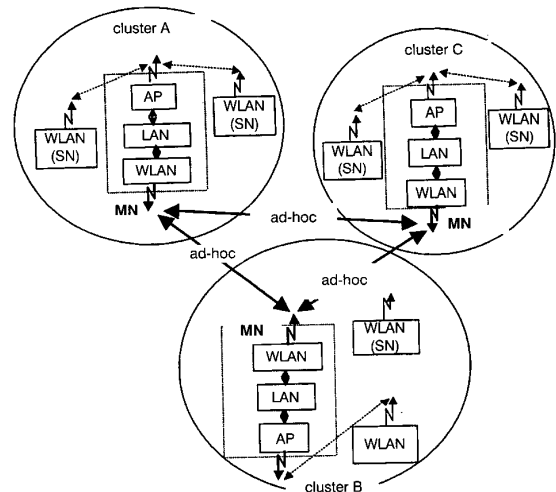 cluster A
cluster C
AP
WLAN
(SN)
LAN
WLAN
WLAN
(SN)
MN
AP
WLAN
(SN)
LAN
WLAN
WLAN
(SN)
MN
ad-hoc
ad-hoc
ad-hoc
MN
WLAN
LAN
AP
WLAN
(SN)
WLAN
cluster B